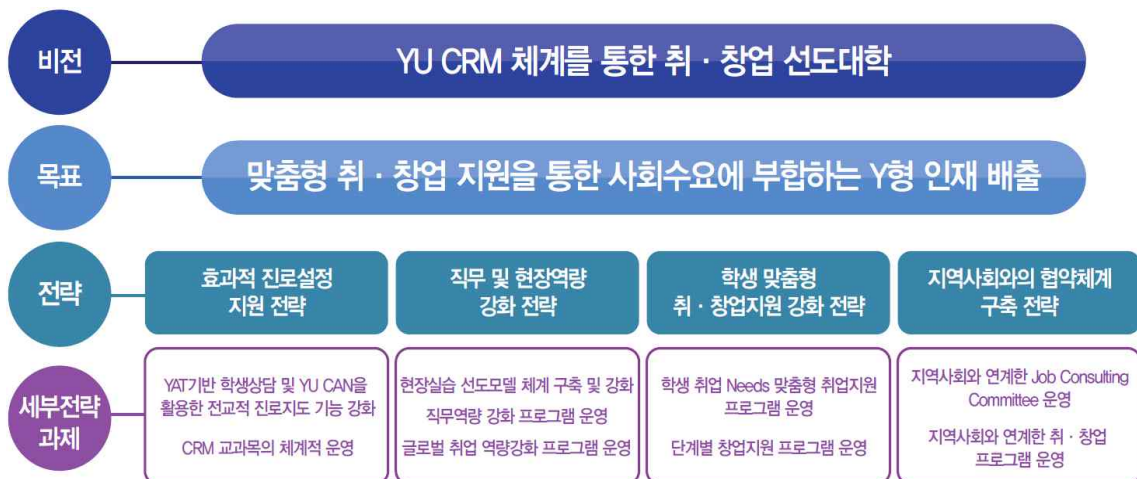 비전
YU CRM 체계를 통한 취 · 창업 선도대학
목표
맞춤형 취 · 창업 지원을 통한 사회수요에 부합하는 Y형 인재 배출
전략
효과적 진로설정
지원 전략
직무 및 현장역량
강화 전략
학생 맞춤형
취 · 창업지원 강화 전략
지역사회와의 협약체계
구축 전략
세부전략
과제
YAT기반 학생상담 및 YU CAN을
활용한 전교적 진로지도 기능 강화
CRM 교과목의 체계적 운영
현장실습 선도모델 체계 구축 및 강화
직무역량 강화 프로그램 운영
글로벌 취업 역량강화 프로그램 운영
학생 취업 Needs 맞춤형 취업지원
프로그램 운영
단계별 창업지원 프로그램 운영
지역사회와 연계한 Job Consulting
Committee 운영
지역사회와 연계한 취 · 창업
프로그램 운영